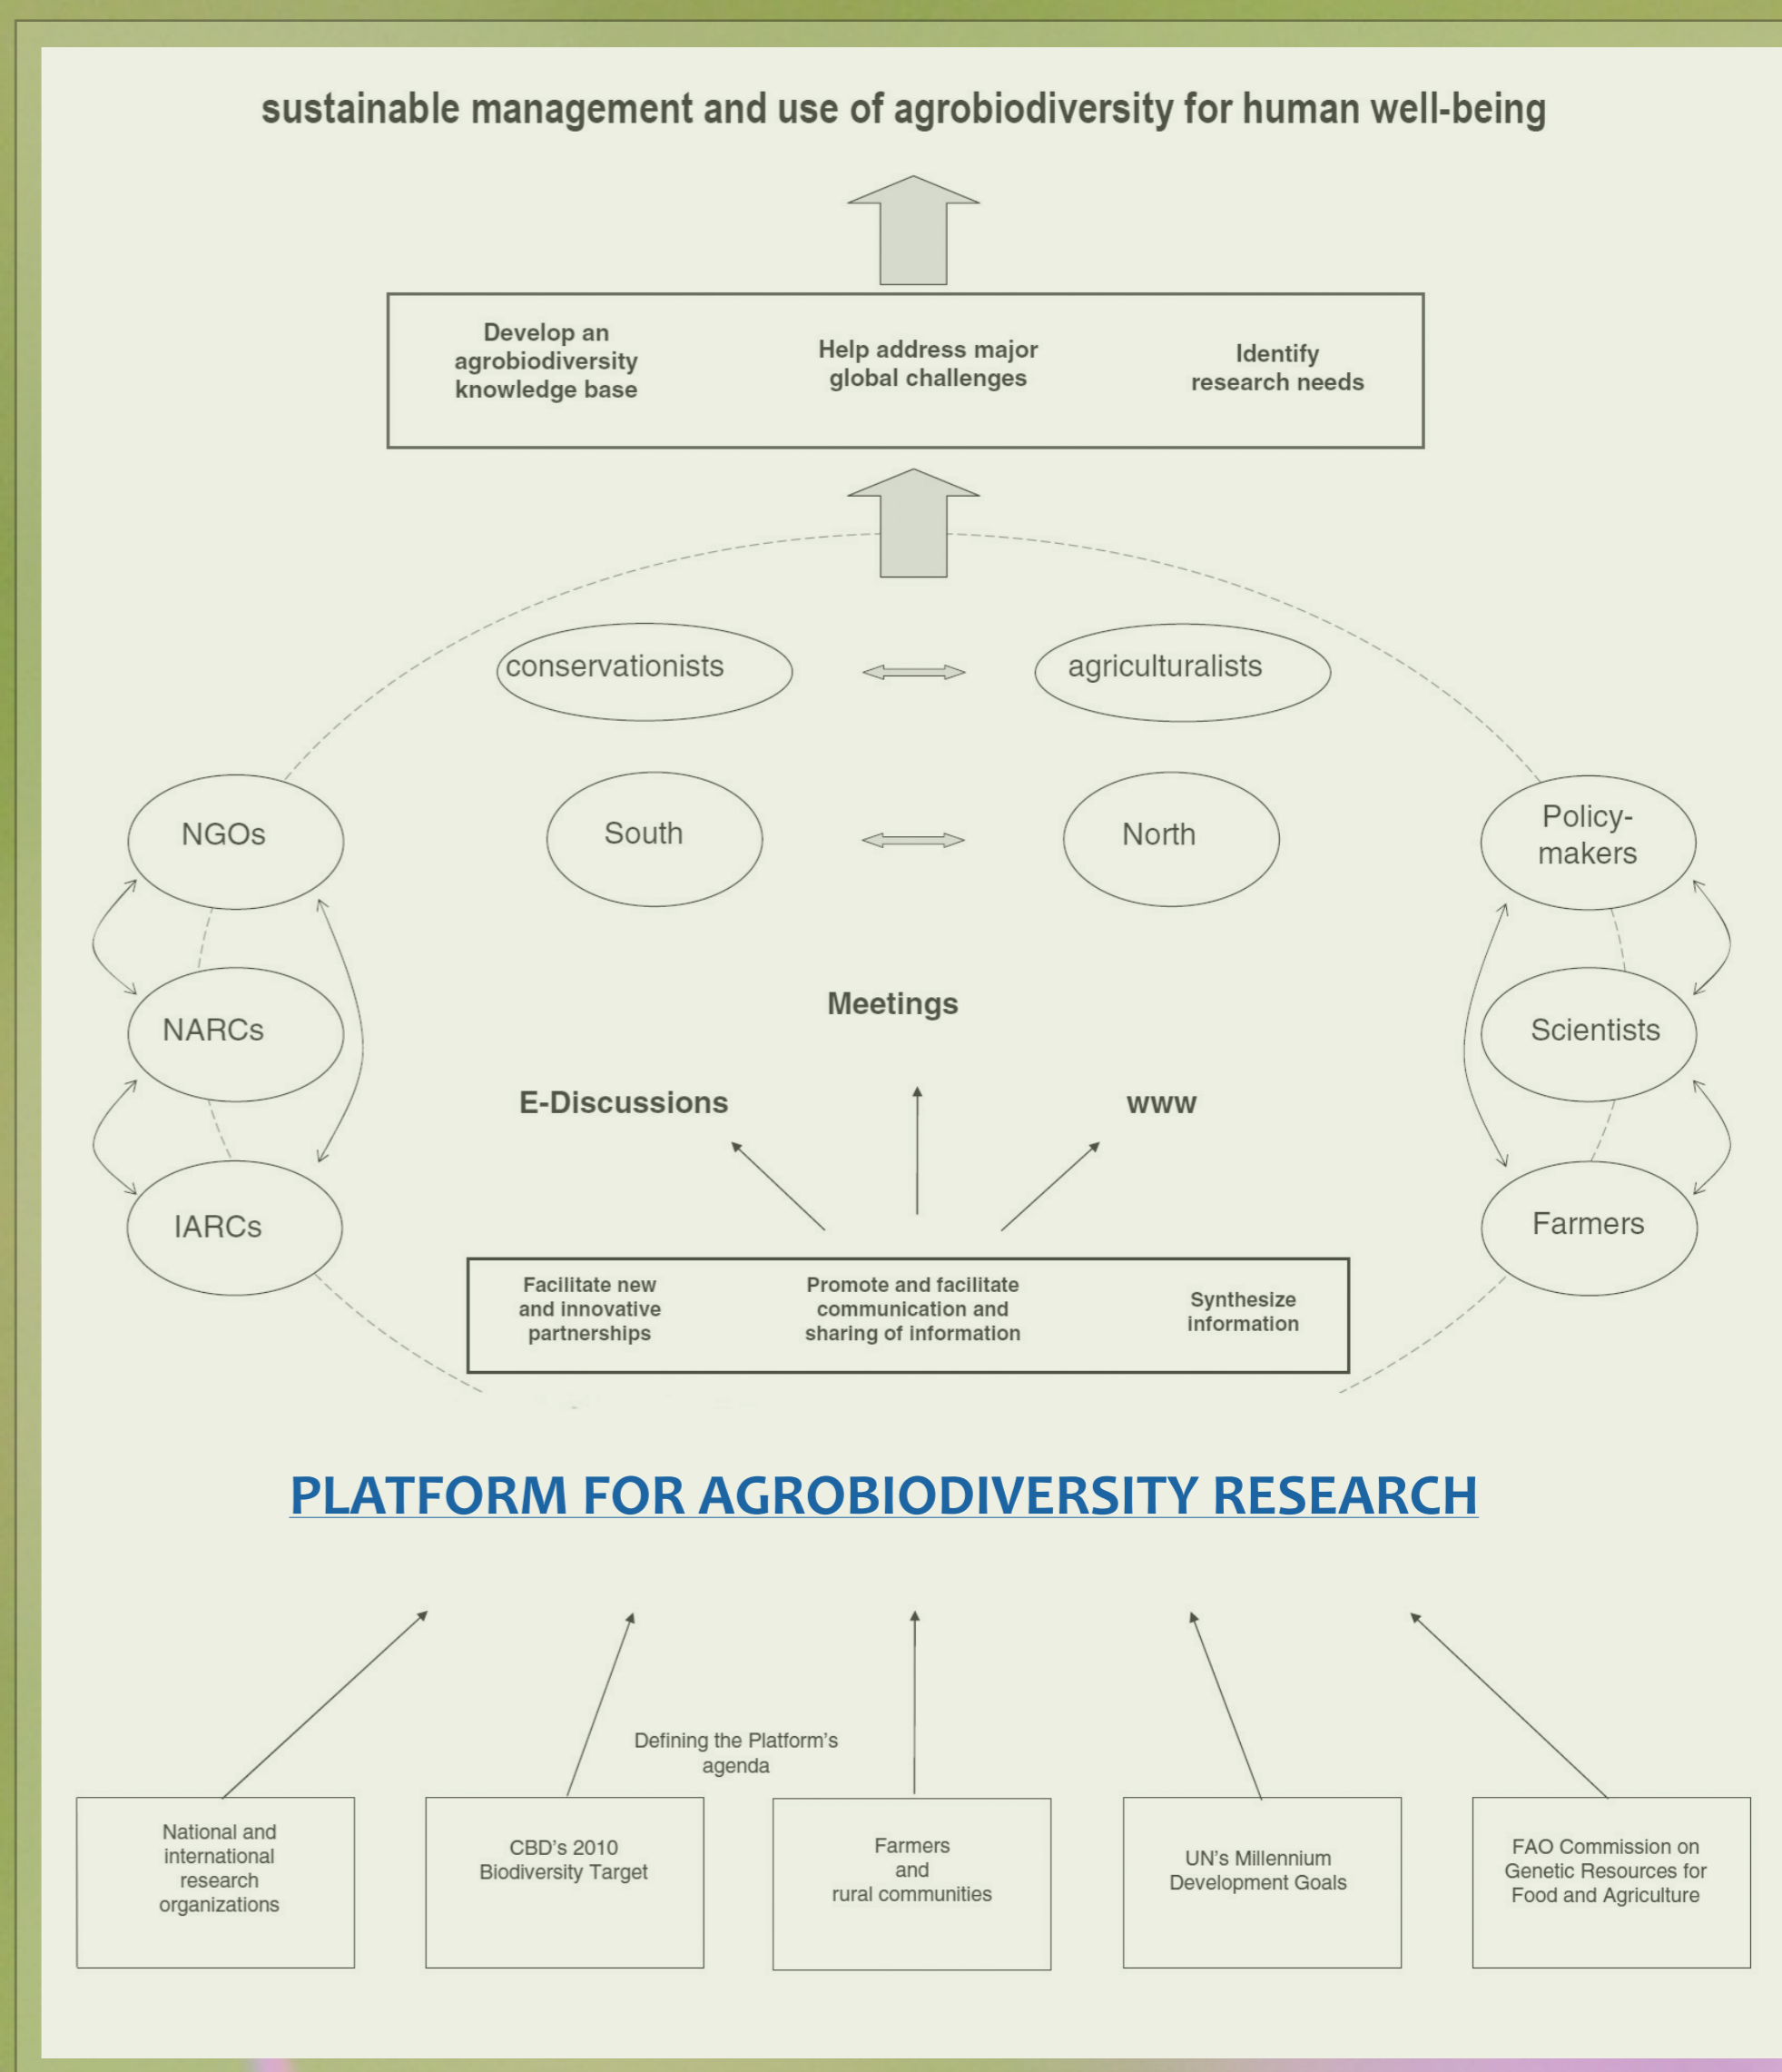 sustainable management and use of agrobiodiversity for human well-being
Develop an
agrobiodiversity
knowledge base
Help address major
global challenges
Identify
research needs
conservationists
agriculturalists
NGOs
South
North
Policy-
makers
NARCs
Meetings
Scientists
E-Discussions
www
IARCs
Farmers
Facilitate new
and innovative
partnerships
Promote and facilitate
communication and
sharing of information
Synthesize
information
PLATFORM FOR AGROBIODIVERSITY RESEARCH
Defining the Platform's
agenda
National and
international
research
organizations
CBD's 2010
Biodiversity Target
Farmers
and
rural communities
UN's Millennium
Development Goals
FAO Commission on
Genetic Resources for
Food and Agriculture